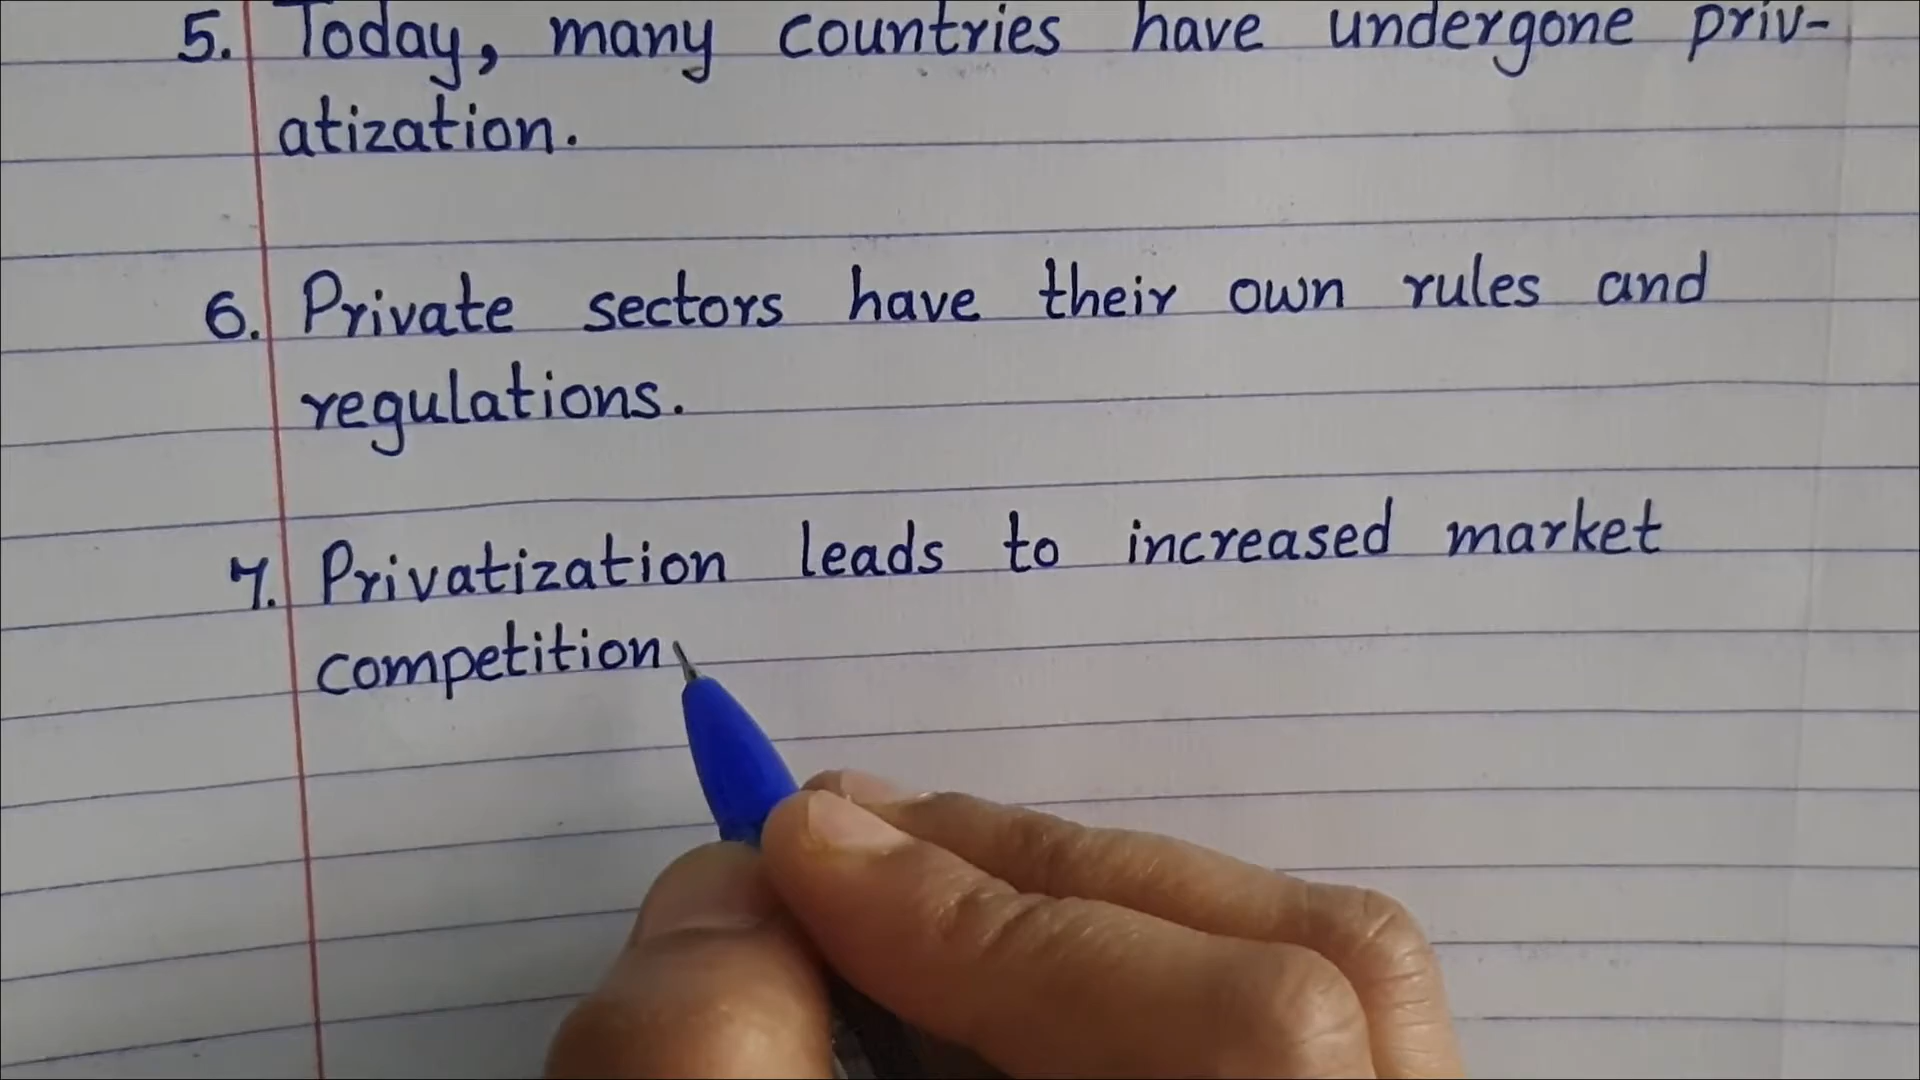 5. Today, many countries have undergone priv-
atization.
6. Private sectors have their own rules and
regulations.
7. Privatization leads to increased market
competition